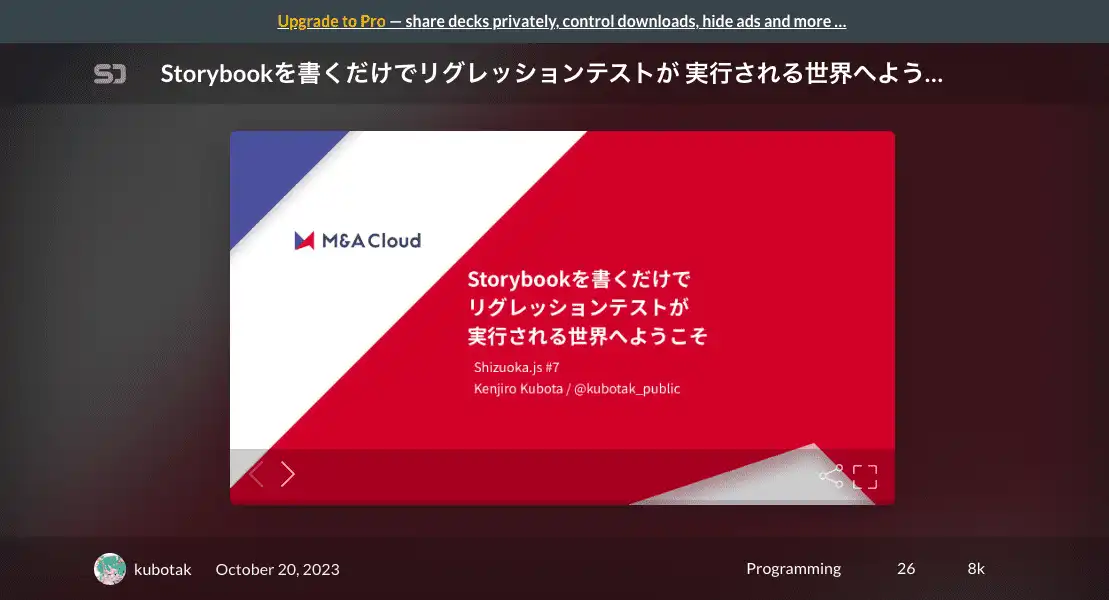 Upgrade to Pro — share decks privately, control downloads, hide ads and more …
SD Storybookを書くだけでリグレッションテストが 実行される世界へよう…
M&A Cloud
Storybookを書くだけで
リグレッションテストが
実行される世界へようこそ
Shizuoka.js #7
Kenjiro Kubota / @kubotak_public
kubotak October 20, 2023 Programming 26 8k